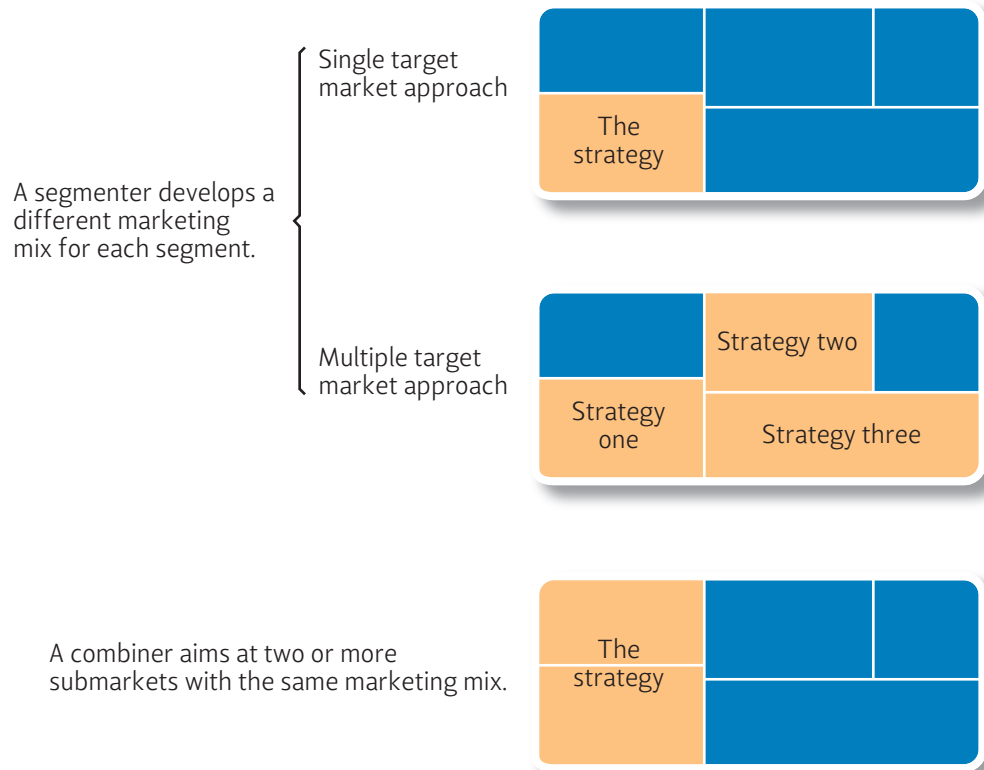 Single target
market approach
The
strategy
A segmenter develops a
different marketing
mix for each segment.
Multiple target
market approach
Strategy two
Strategy
one
Strategy three
A combiner aims at two or more
submarkets with the same marketing mix.
The
strategy